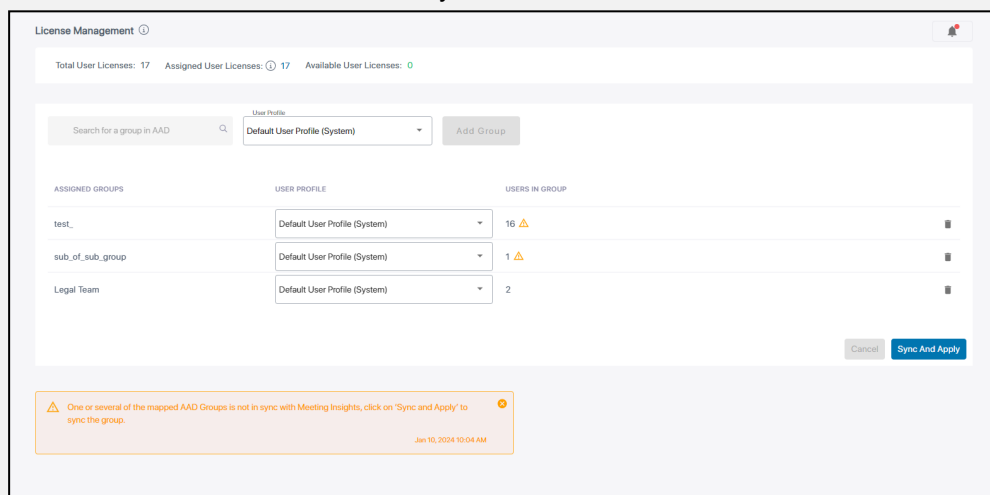 License Management
Total User Licenses: 17 Assigned User Licenses: 17 Available User Licenses: 0
User Profile
Search for a group in AAD Default User Profile (System) Add Group
ASSIGNED GROUPS USER PROFILE USERS IN GROUP
test_ Default User Profile (System) 16
sub_of_sub_group Default User Profile (System) 1
Legal Team Default User Profile (System) 2
Cancel Sync And Apply
One or several of the mapped AAD Groups is not in sync with Meeting Insights, click on 'Sync and Apply' to
sync the group.
Jan 10, 2024 10:04 AM